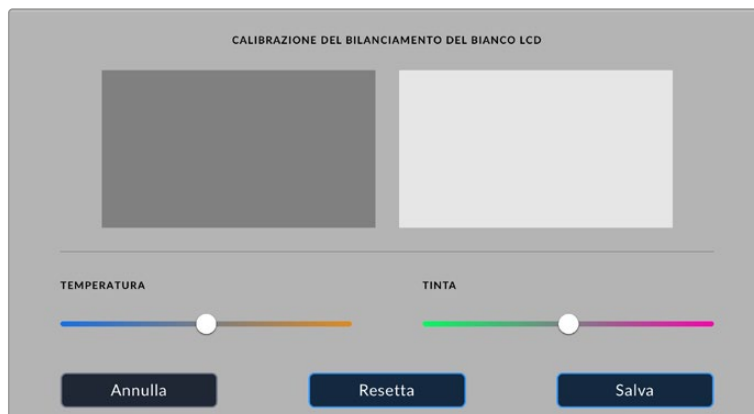 CALIBRAZIONE DEL BILANCIAMENTO DEL BIANCO LCD
TEMPERATURA
TINTA
Annulla
Resetta
Salva